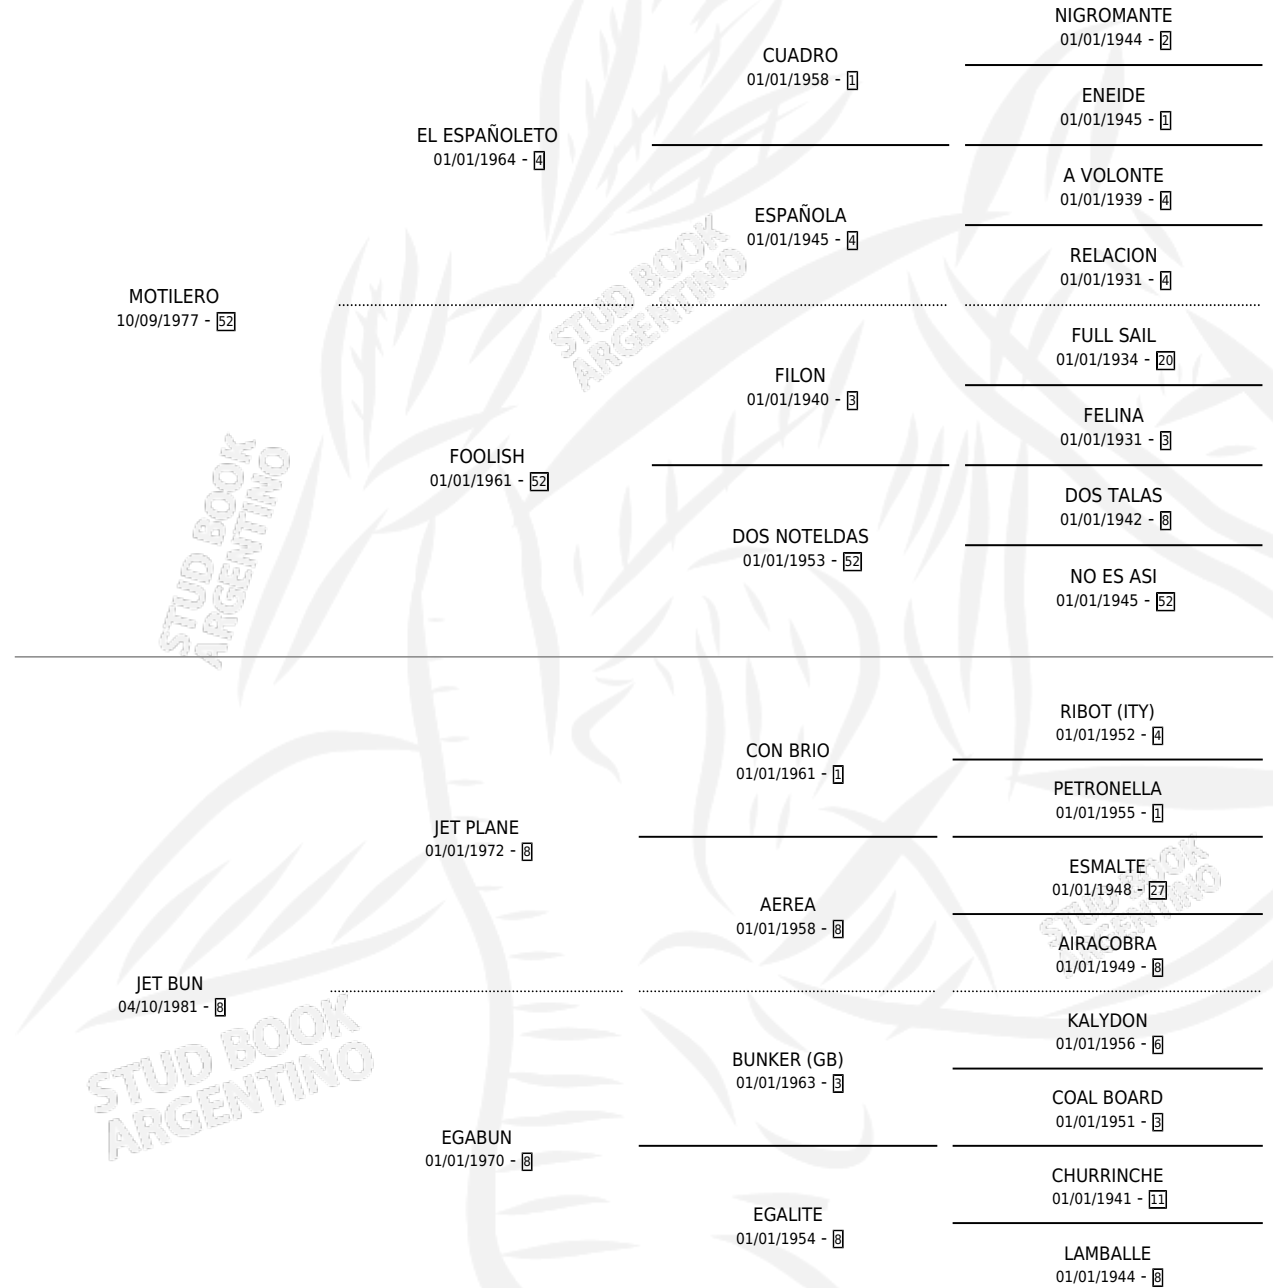 NIGROMANTE
01/01/1944 - 2
CUADRO
01/01/1958 - 1
ENEIDE
01/01/1945 - 1
EL ESPAÑOLETO
01/01/1964 - 4
A VOLONTE
01/01/1939 - 4
ESPAÑOLA
01/01/1945 - 4
RELACION
01/01/1931 - 4
MOTILERO
10/09/1977 - 52
FULL SAIL
01/01/1934 - 20
FILON
01/01/1940 - 3
FELINA
01/01/1931 - 3
FOOLISH
01/01/1961 - 52
DOS TALAS
01/01/1942 - 8
DOS NOTELDAS
01/01/1953 - 52
NO ES ASI
01/01/1945 - 52
STUD BOOK
ARGENTINO
STUD BOOK
ARGENTINO
RIBOT (ITY)
01/01/1952 - 4
CON BRIO
01/01/1961 - 1
PETRONELLA
01/01/1955 - 1
JET PLANE
01/01/1972 - 8
ESMALTE
01/01/1948 - 27
AEREA
01/01/1958 - 8
AIRACOBRA
01/01/1949 - 8
JET BUN
04/10/1981 - 8
KALYDON
01/01/1956 - 6
BUNKER (GB)
01/01/1963 - 3
COAL BOARD
01/01/1951 - 3
EGABUN
01/01/1970 - 8
CHURRINCHE
01/01/1941 - 11
EGALITE
01/01/1954 - 8
LAMBALLE
01/01/1944 - 8
STUD BOOK
ARGENTINO
STUD BOOK
ARGENTINO